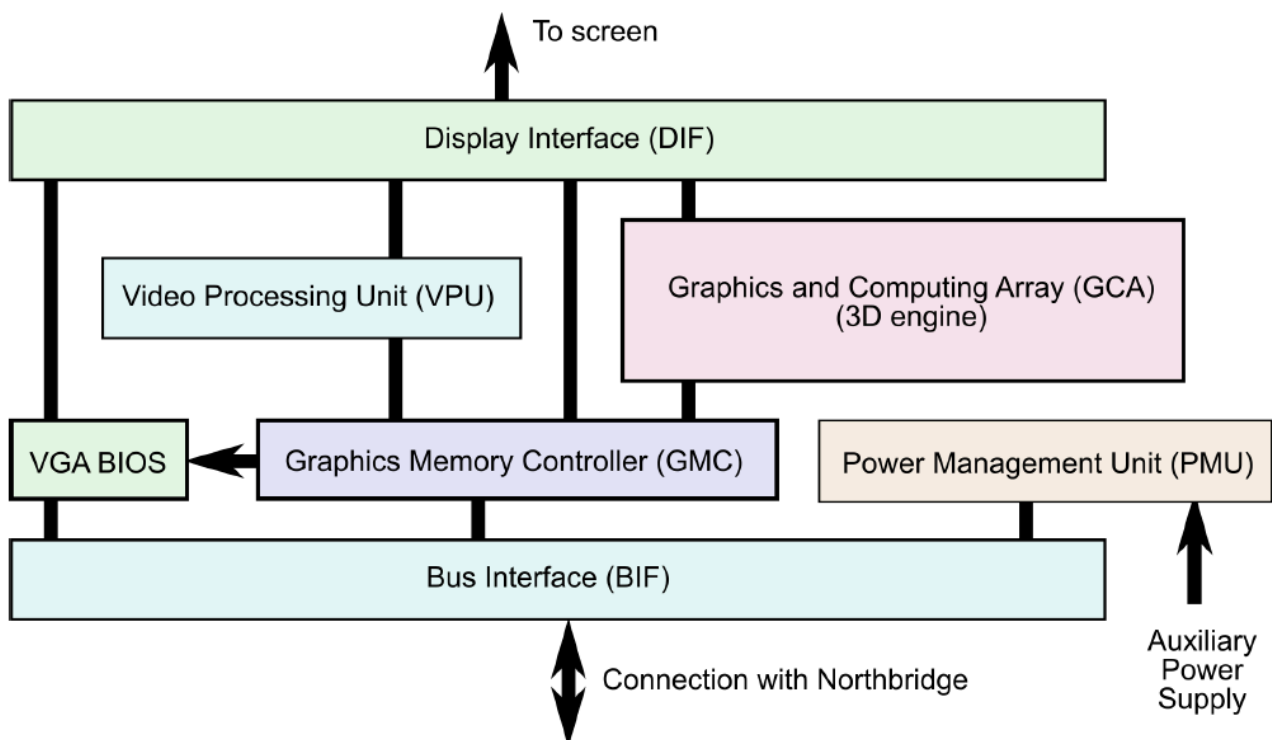 To screen
Display Interface (DIF)
Graphics and Computing Array (GCA)
(3D engine)
Video Processing Unit (VPU)
VGA BIOS
Graphics Memory Controller (GMC)
Power Management Unit (PMU)
Bus Interface (BIF)
Connection with Northbridge
Auxiliary
Power
Supply